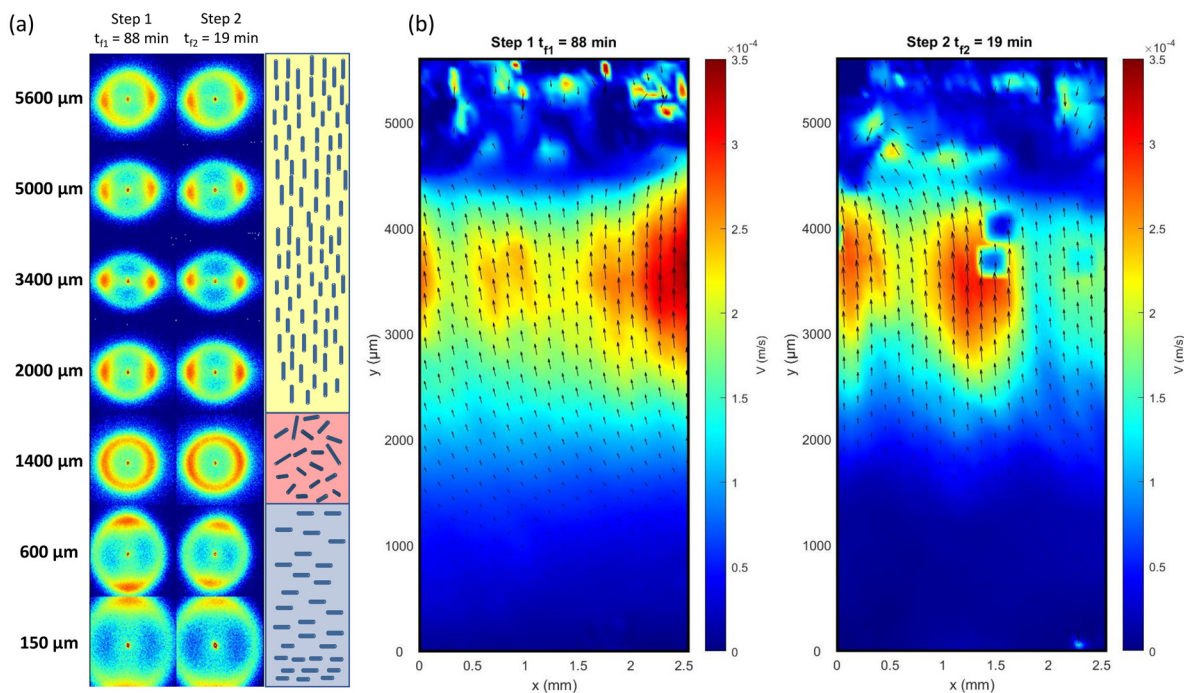 (a)
Step 1
t_f1 = 88 min
Step 2
t_f2 = 19 min
5600 µm
5000 µm
3400 µm
2000 µm
1400 µm
600 µm
150 µm
(b)
Step 1 t_f1 = 88 min
×10⁻⁴
y (µm)
5000
4000
3000
2000
1000
0
0 0.5 1 1.5 2 2.5
x (mm)
3.5
3
2.5
2
1.5
1
0.5
0
V (m/s)
Step 2 t_f2 = 19 min
×10⁻⁴
y (µm)
5000
4000
3000
2000
1000
0
0 0.5 1 1.5 2 2.5
x (mm)
3.5
3
2.5
2
1.5
1
0.5
0
V (m/s)